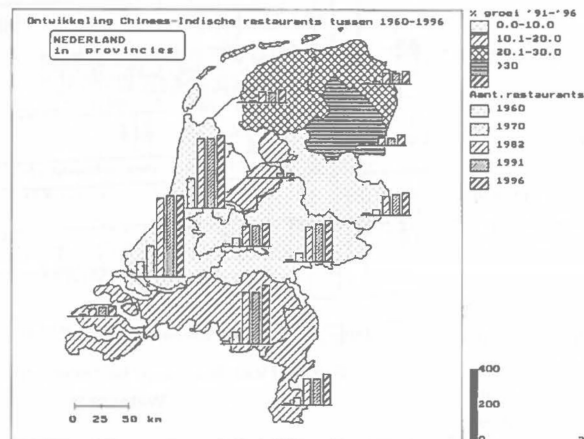 Ontwikkeling Chinees-Indische restaurants tussen 1960-1996
NEDERLAND
in provincies
% groei '91-'96
0.0-10.0
10.1-20.0
20.1-30.0
>30
Aant.restaurants
1960
1970
1982
1991
1996
400
200
0
0 25 50 km